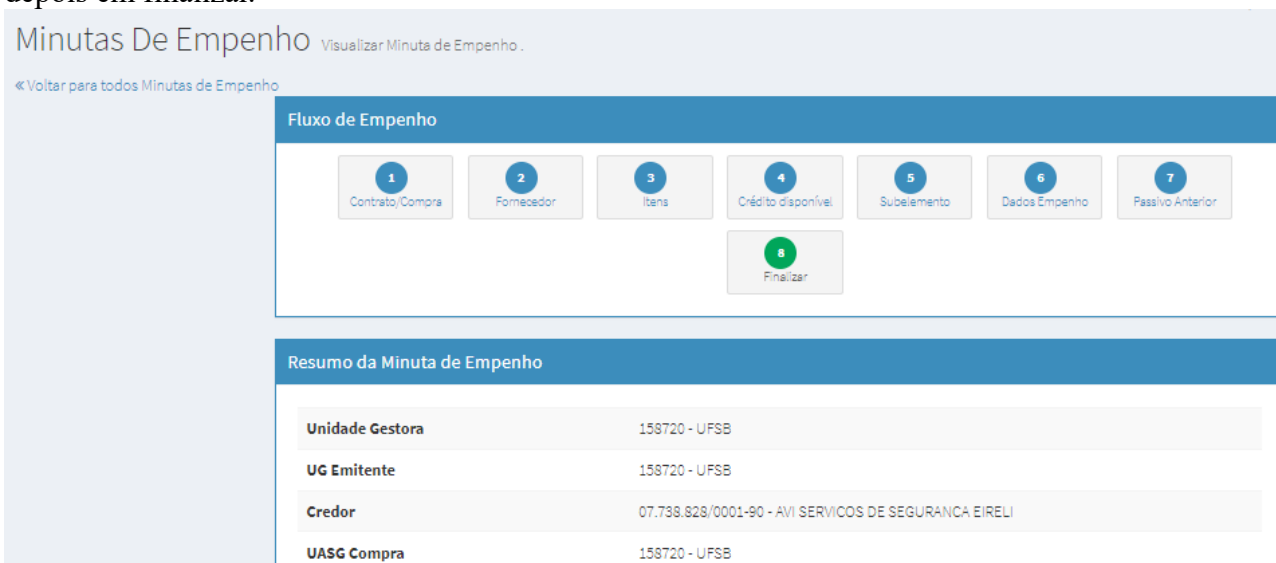 depois em finalizar.
Minutas De Empenho Visualizar Minuta de Empenho .
« Voltar para todos Minutas de Empenho
Fluxo de Empenho
1 2 3 4 5 6 7
Contrato/Compra Fornecedor Itens Crédito disponível Subelemento Dados Empenho Passivo Anterior
8
Finalizar
Resumo da Minuta de Empenho
Unidade Gestora 158720 - UFSB
UG Emitente 158720 - UFSB
Credor 07.738.828/0001-90 - AVI SERVICOS DE SEGURANCA EIRELI
UASG Compra 158720 - UFSB